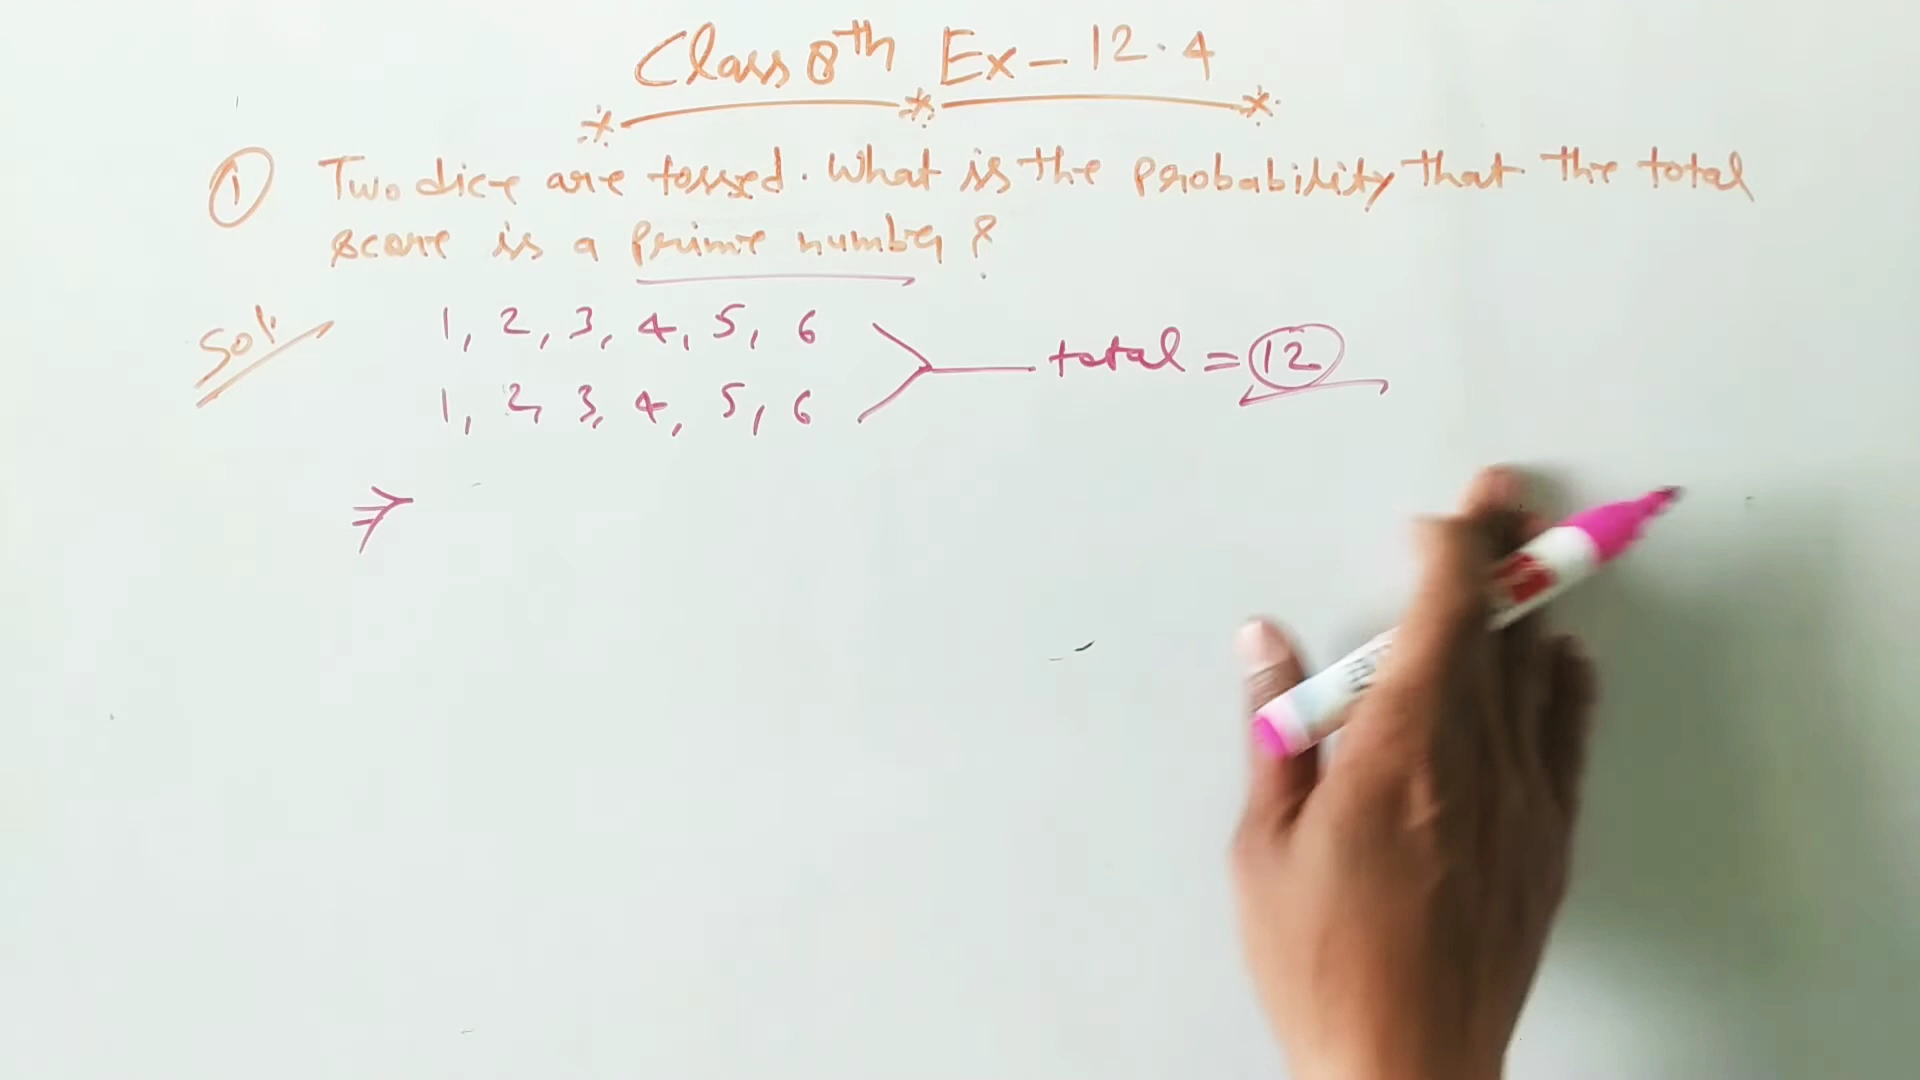 Class 8th Ex - 12.4
① Two dice are tossed. What is the probability that the total
score is a prime number?
Sol.
1, 2, 3, 4, 5, 6
total = 12
1, 2, 3, 4, 5, 6
⇒